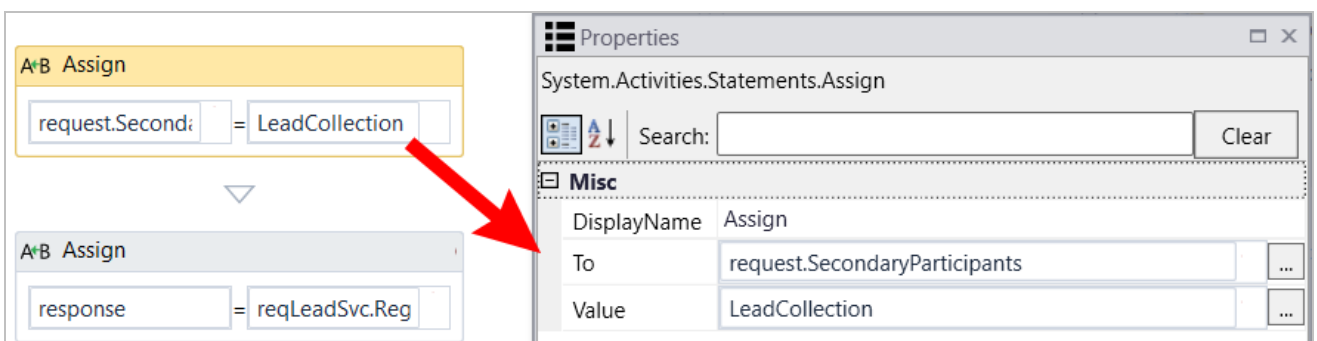 A←B Assign
request.Seconda = LeadCollection
A←B Assign
response = reqLeadSvc.Reg
Properties
System.Activities.Statements.Assign
A Z Search: Clear
Misc
DisplayName Assign
To request.SecondaryParticipants ...
Value LeadCollection ...